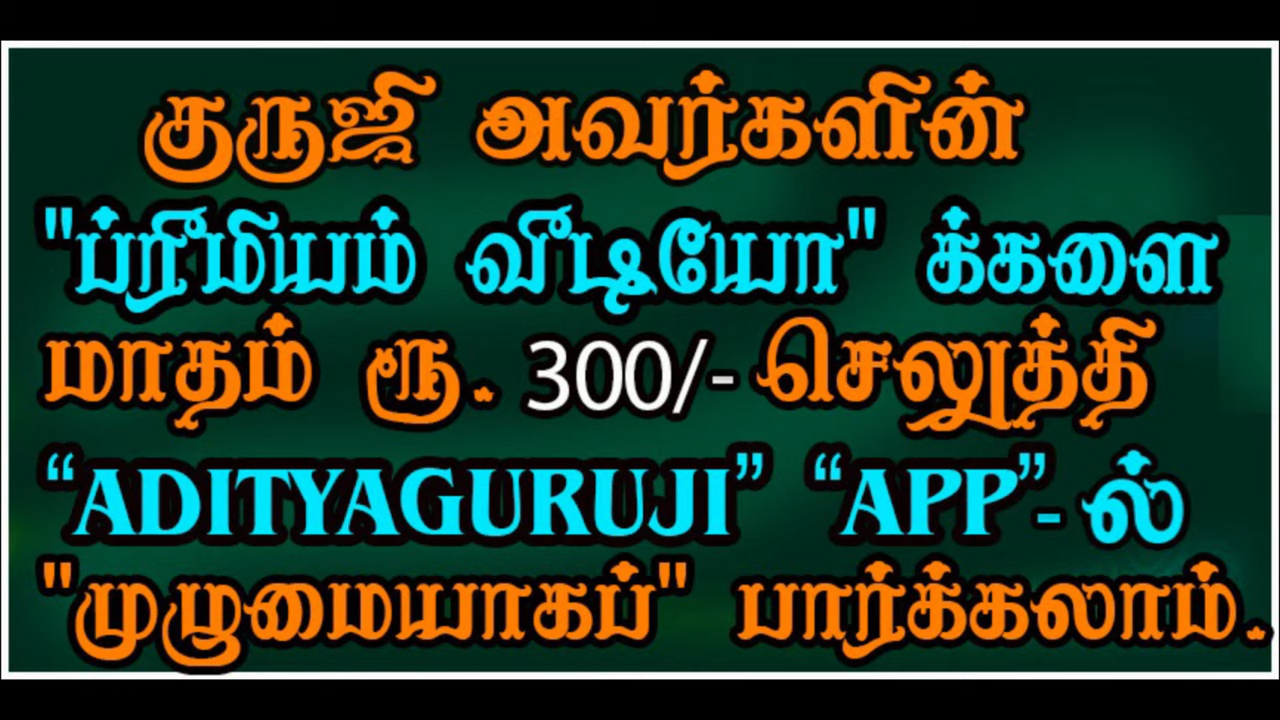 குருஜி அவர்களின்
"ப்ரீமியம் வீடியோ" க்களை
மாதம் ரூ. 300/- செலுத்தி
“ADITYAGURUJI” “APP”- ல்
"முழுமையாகப்" பார்க்கலாம்.